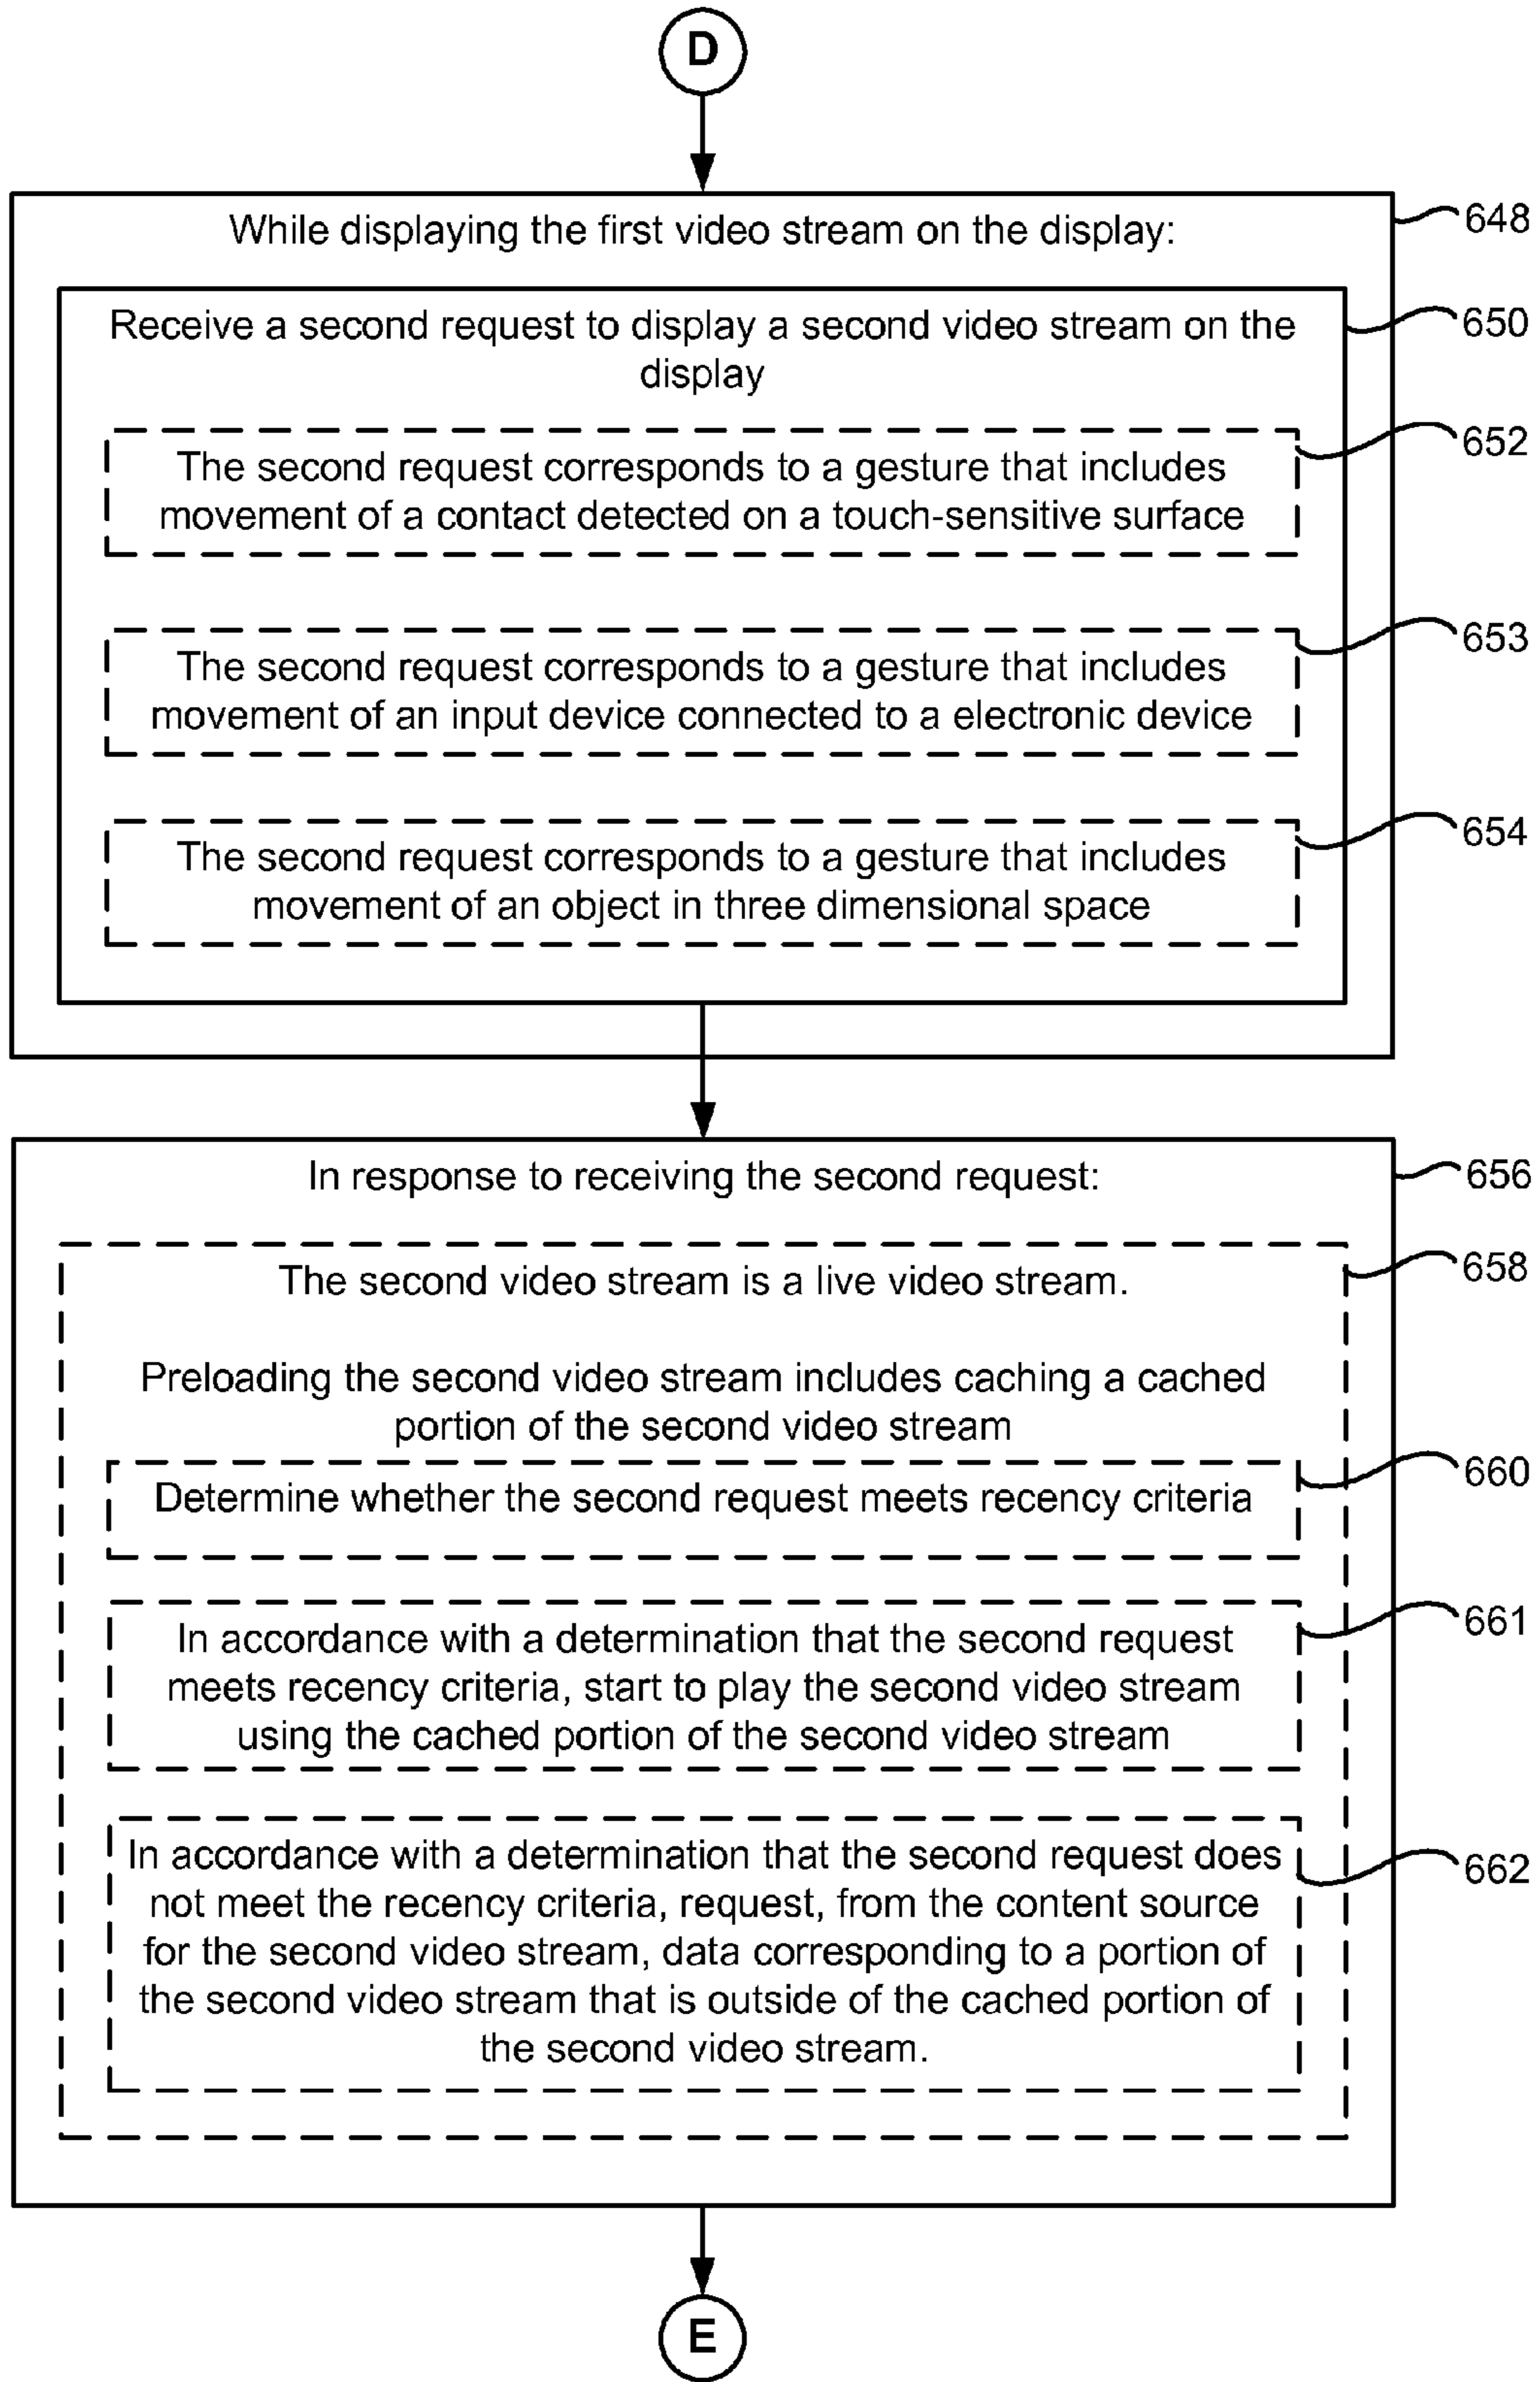 D
While displaying the first video stream on the display:
648
Receive a second request to display a second video stream on the
display
650
The second request corresponds to a gesture that includes
movement of a contact detected on a touch-sensitive surface
652
The second request corresponds to a gesture that includes
movement of an input device connected to a electronic device
653
The second request corresponds to a gesture that includes
movement of an object in three dimensional space
654
In response to receiving the second request:
656
The second video stream is a live video stream.
658
Preloading the second video stream includes caching a cached
portion of the second video stream
Determine whether the second request meets recency criteria
660
In accordance with a determination that the second request
meets recency criteria, start to play the second video stream
using the cached portion of the second video stream
661
In accordance with a determination that the second request does
not meet the recency criteria, request, from the content source
for the second video stream, data corresponding to a portion of
the second video stream that is outside of the cached portion of
the second video stream.
662
E